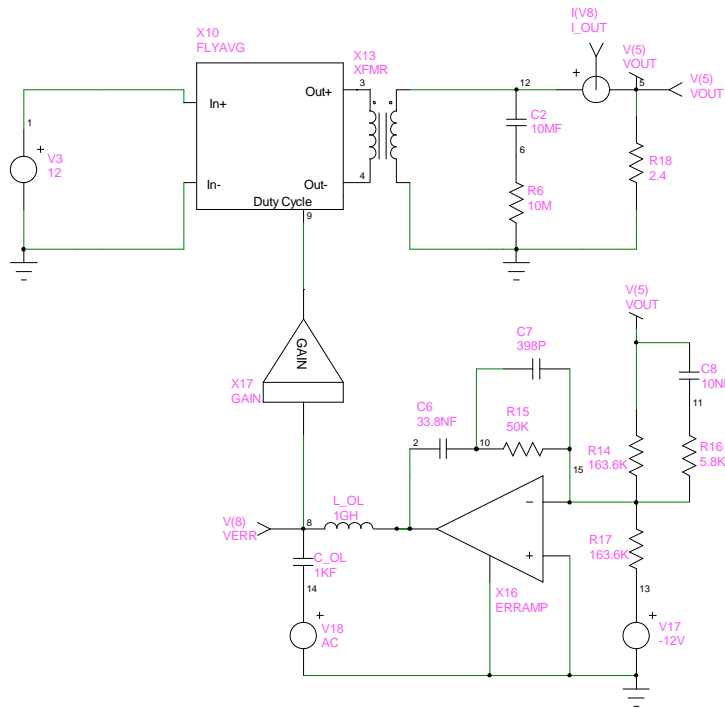 I(V8)
I_OUT
X10
FLYAVG
X13
XFMR
V(5)
VOUT
V(5)
VOUT
3
12
5
+
In+
Out+
C2
10MF
1
+
V3
12
6
R18
2.4
R6
10M
In-
4
Out-
Duty Cycle
9
V(5)
VOUT
GAIN
C7
398P
X17
GAIN
C8
11
C6
33.8NF
R15
50K
R14
163.6K
R16
5.8K
2
10
15
L_OL
1GH
V(8)
VERR
8
−
+
R17
163.6K
C_OL
1KF
14
X16
ERRAMP
13
+
V18
AC
+
V17
-12V